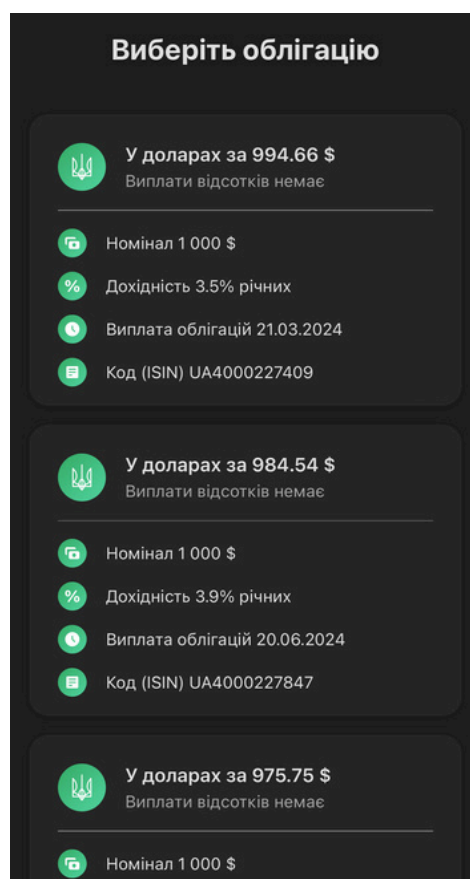 Виберіть облігацію
У доларах за 994.66 $
Виплати відсотків немає
Номінал 1 000 $
% Дохідність 3.5% річних
Виплата облігацій 21.03.2024
Код (ISIN) UA4000227409
У доларах за 984.54 $
Виплати відсотків немає
Номінал 1 000 $
% Дохідність 3.9% річних
Виплата облігацій 20.06.2024
Код (ISIN) UA4000227847
У доларах за 975.75 $
Виплати відсотків немає
Номінал 1 000 $